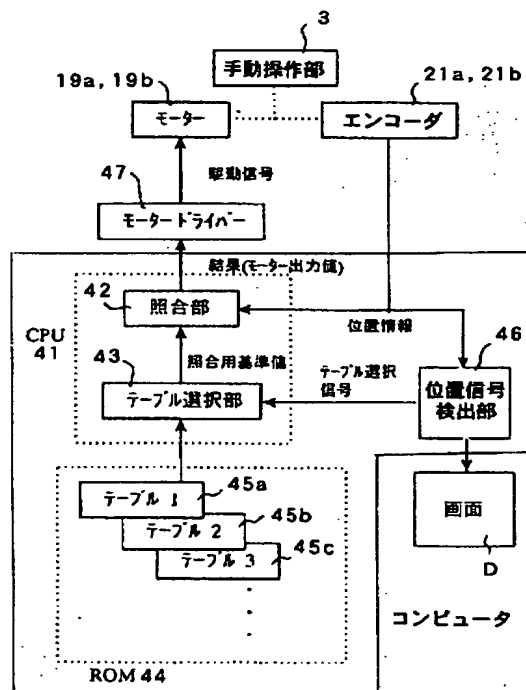 3
手動操作部
19a, 19b
21a, 21b
モーター
エンコーダ
駆動信号
47
モータードライバー
結果(モーター出力値)
42
照合部
位置情報
CPU
41
照合用基準値
43
テーブル選択部
テーブル選択
信号
46
位置信号
検出部
テーブル 1
45a
テーブル 2
45b
テーブル 3
45c
画面
D
コンピュータ
ROM 44